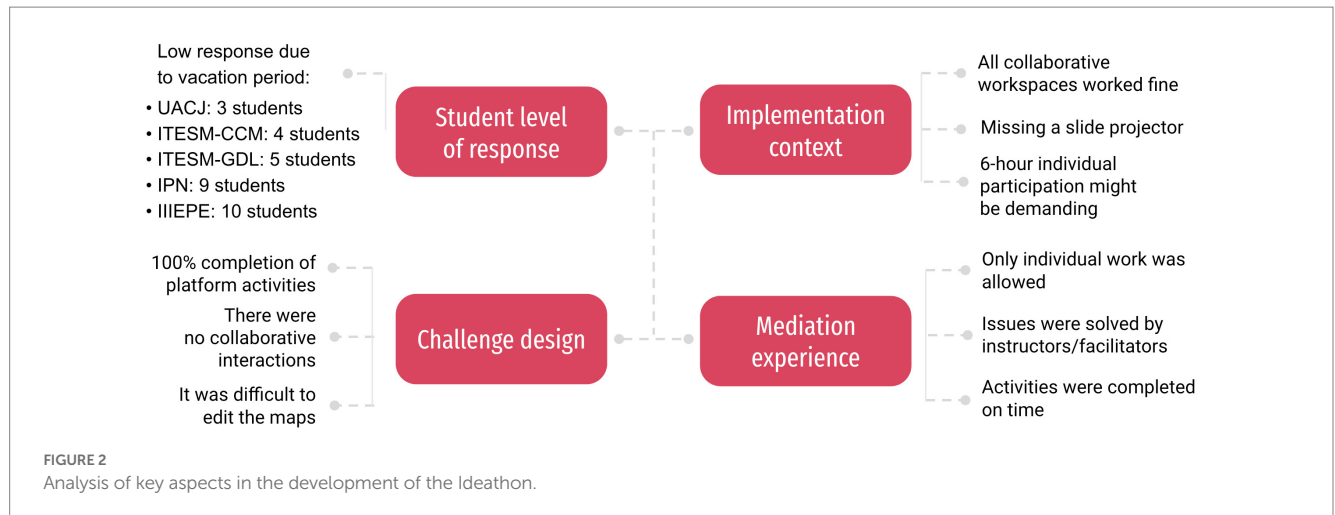 Low response due
to vacation period:
• UACJ: 3 students
• ITESM-CCM: 4 students
• ITESM-GDL: 5 students
• IPN: 9 students
• IIIEPE: 10 students
Student level
of response
Implementation
context
All collaborative
workspaces worked fine
Missing a slide projector
6-hour individual
participation might
be demanding
100% completion of
platform activities
There were
no collaborative
interactions
It was difficult to
edit the maps
Challenge design
Mediation
experience
Only individual work was
allowed
Issues were solved by
instructors/facilitators
Activities were completed
on time
FIGURE 2
Analysis of key aspects in the development of the Ideathon.